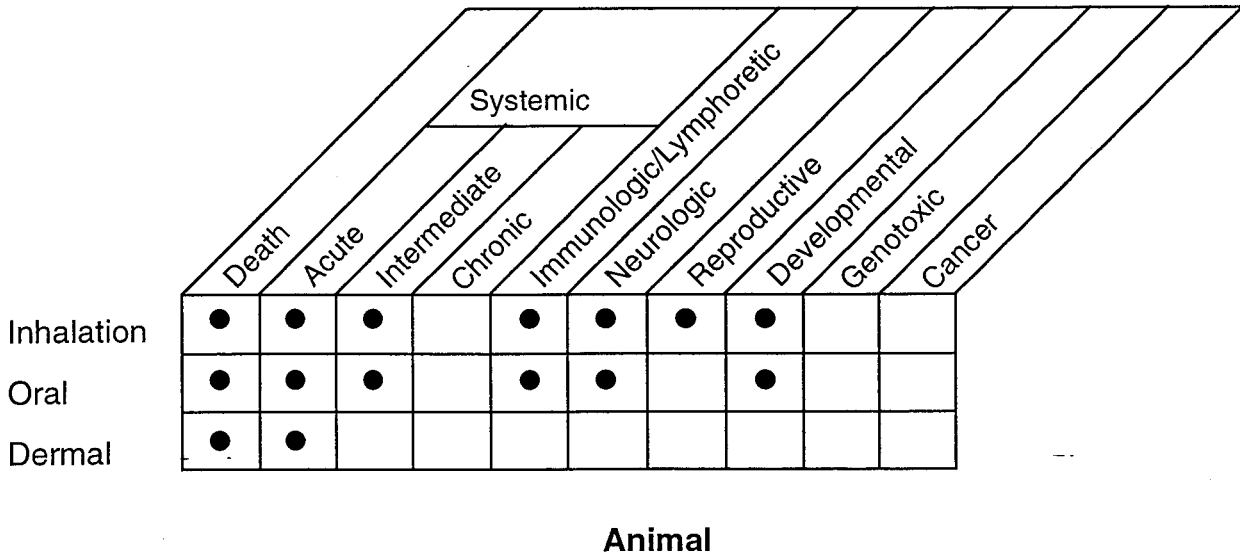 Systemic
Death
Acute
Intermediate
Chronic
Immunologic/Lymphoretic
Neurologic
Reproductive
Developmental
Genotoxic
Cancer
Inhalation
Oral
Dermal
Animal